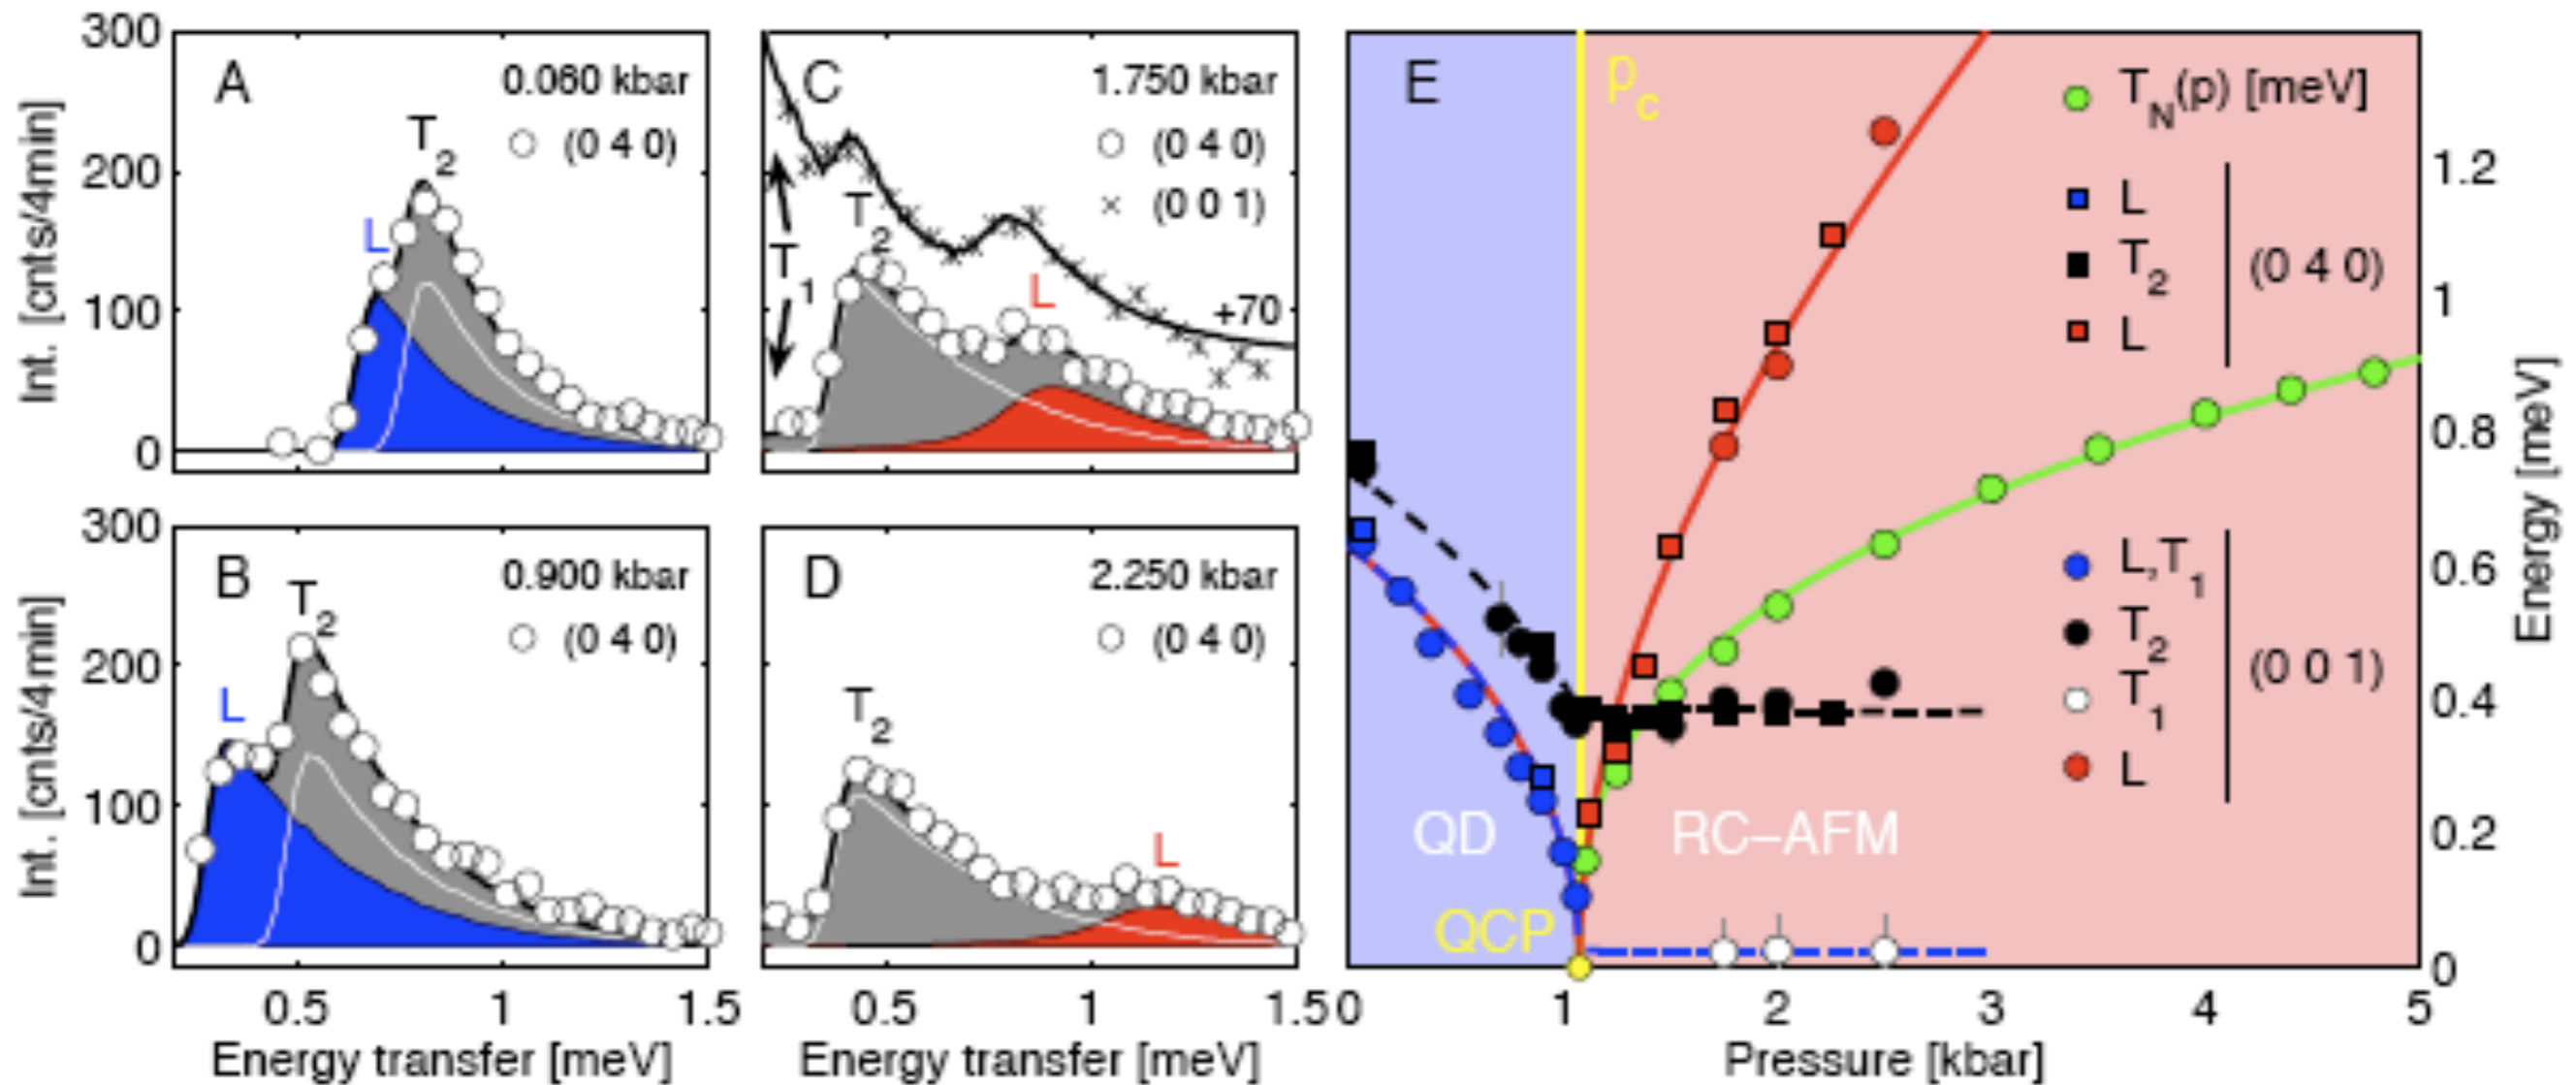 Int. [cnts/4min]
300
200
100
0
A
0.060 kbar
(0 4 0)
T2
L
C
1.750 kbar
(0 4 0)
(0 0 1)
T2
T1
L
+70
Int. [cnts/4min]
300
200
100
0
B
0.900 kbar
(0 4 0)
T2
L
D
2.250 kbar
(0 4 0)
T2
L
0.5 1 1.5
Energy transfer [meV]
0.5 1 1.5
Energy transfer [meV]
E
pc
TN(p) [meV]
L
T2
L
(0 4 0)
L,T1
T2
T1
L
(0 0 1)
QD
RC–AFM
QCP
1.2
1
0.8
0.6
0.4
0.2
0
Energy [meV]
0 1 2 3 4 5
Pressure [kbar]